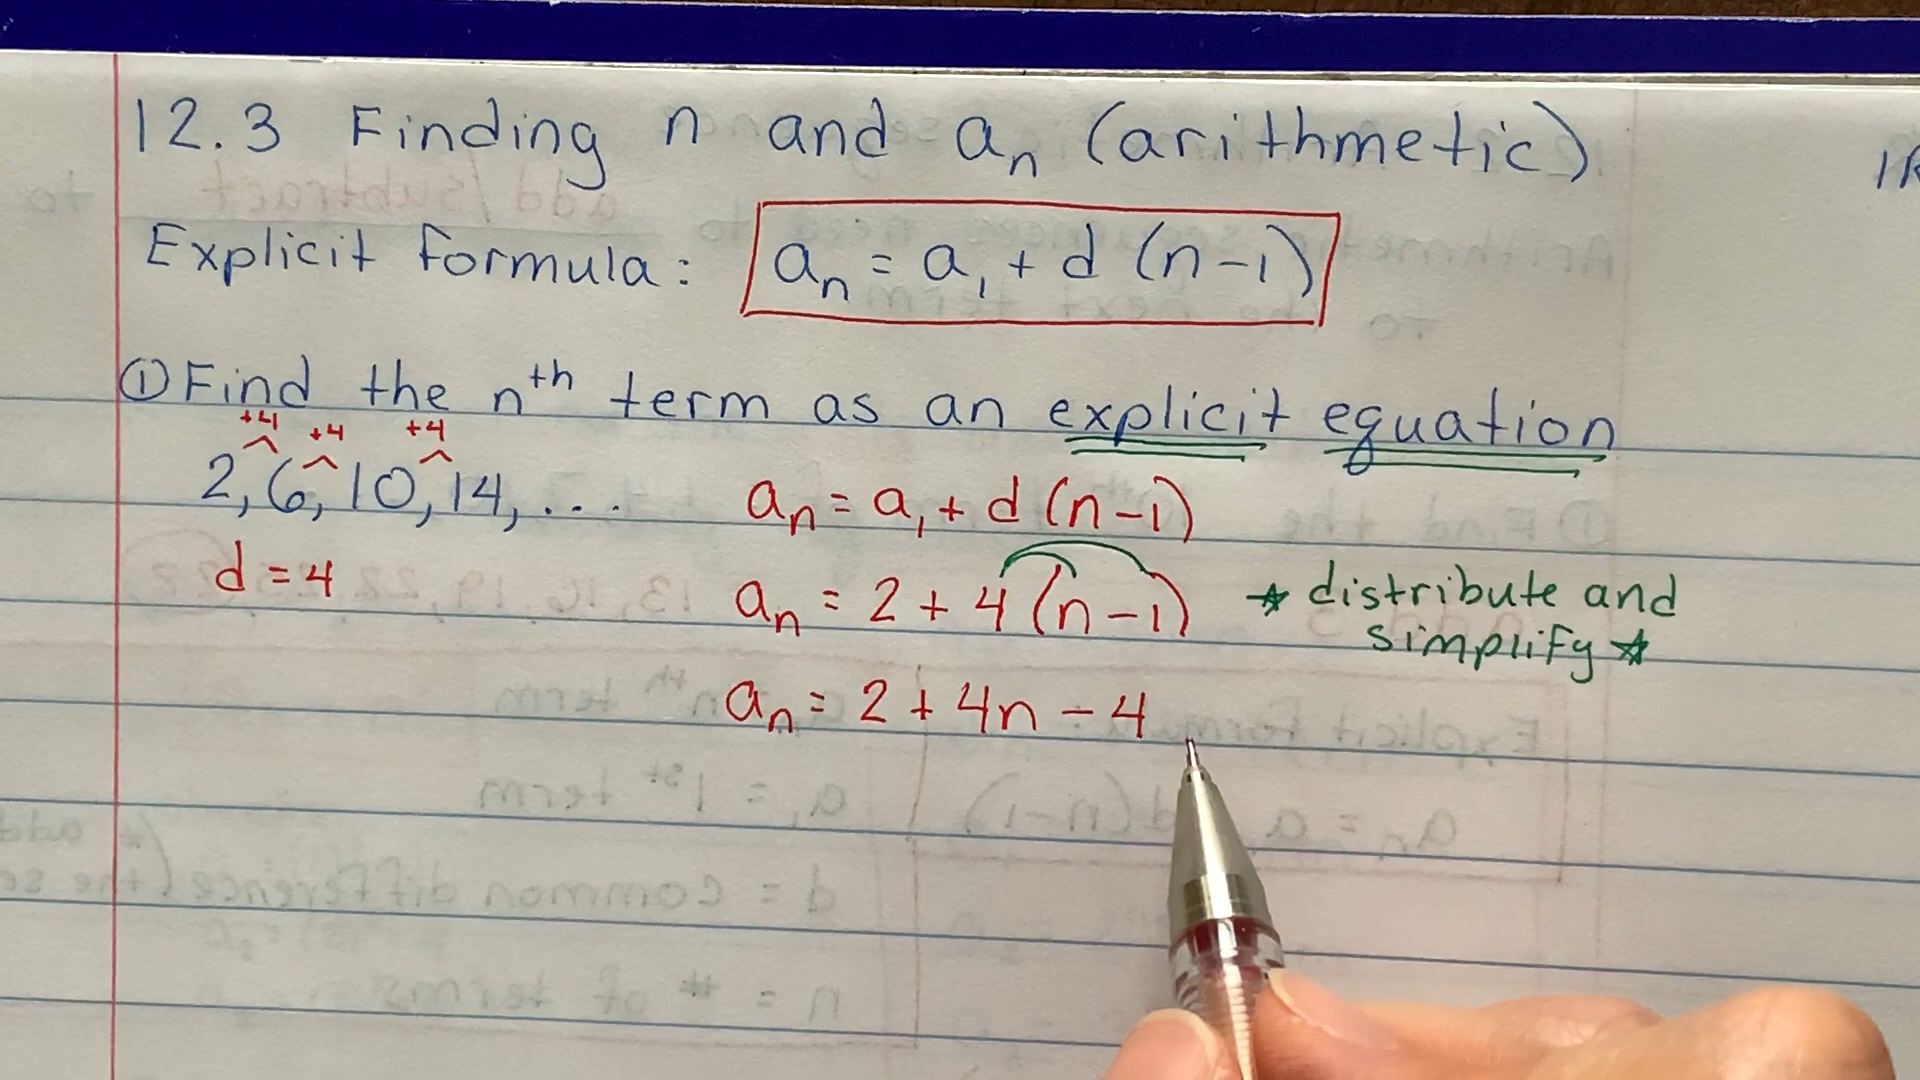 12.3 Finding n and aₙ (arithmetic)
Explicit formula: aₙ = a₁ + d (n-1)
① Find the nᵗʰ term as an explicit equation
+4 +4 +4
2, 6, 10, 14, ...
aₙ = a₁ + d (n-1)
d = 4
aₙ = 2 + 4 (n-1)
* distribute and
simplify *
aₙ = 2 + 4n - 4